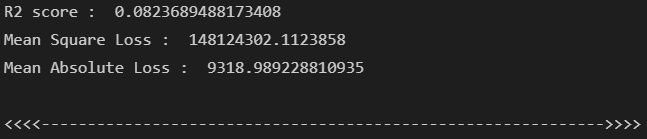 R2 score :  0.0823689488173408
Mean Square Loss :  148124302.1123858
Mean Absolute Loss :  9318.989228810935
<<<<------------------------------------------------------------->>>>